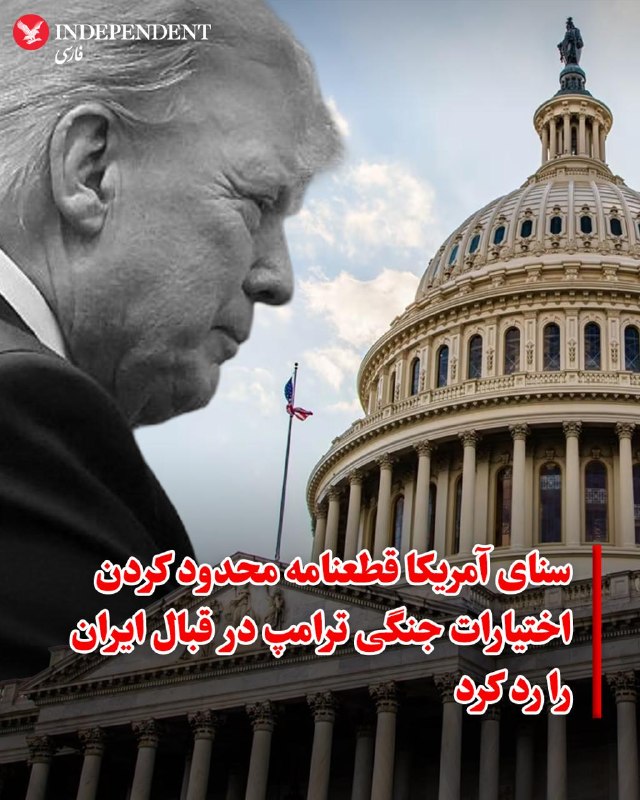 INDEPENDENT
فارسی
سنای آمریکا قطعنامه محدود کردن
اختیارات جنگی ترامپ در قبال ایران
را رد کرد